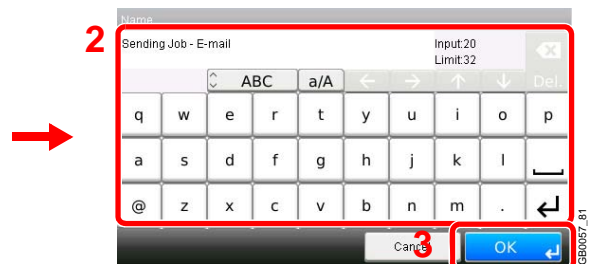 Name
2
Sending Job - E-mail
Input:20
Limit:32
ABC a/A Del.
q w e r t y u i o p
a s d f g h j k l
@ z x c v b n m .
Cancel 3 OK
GB0057_81